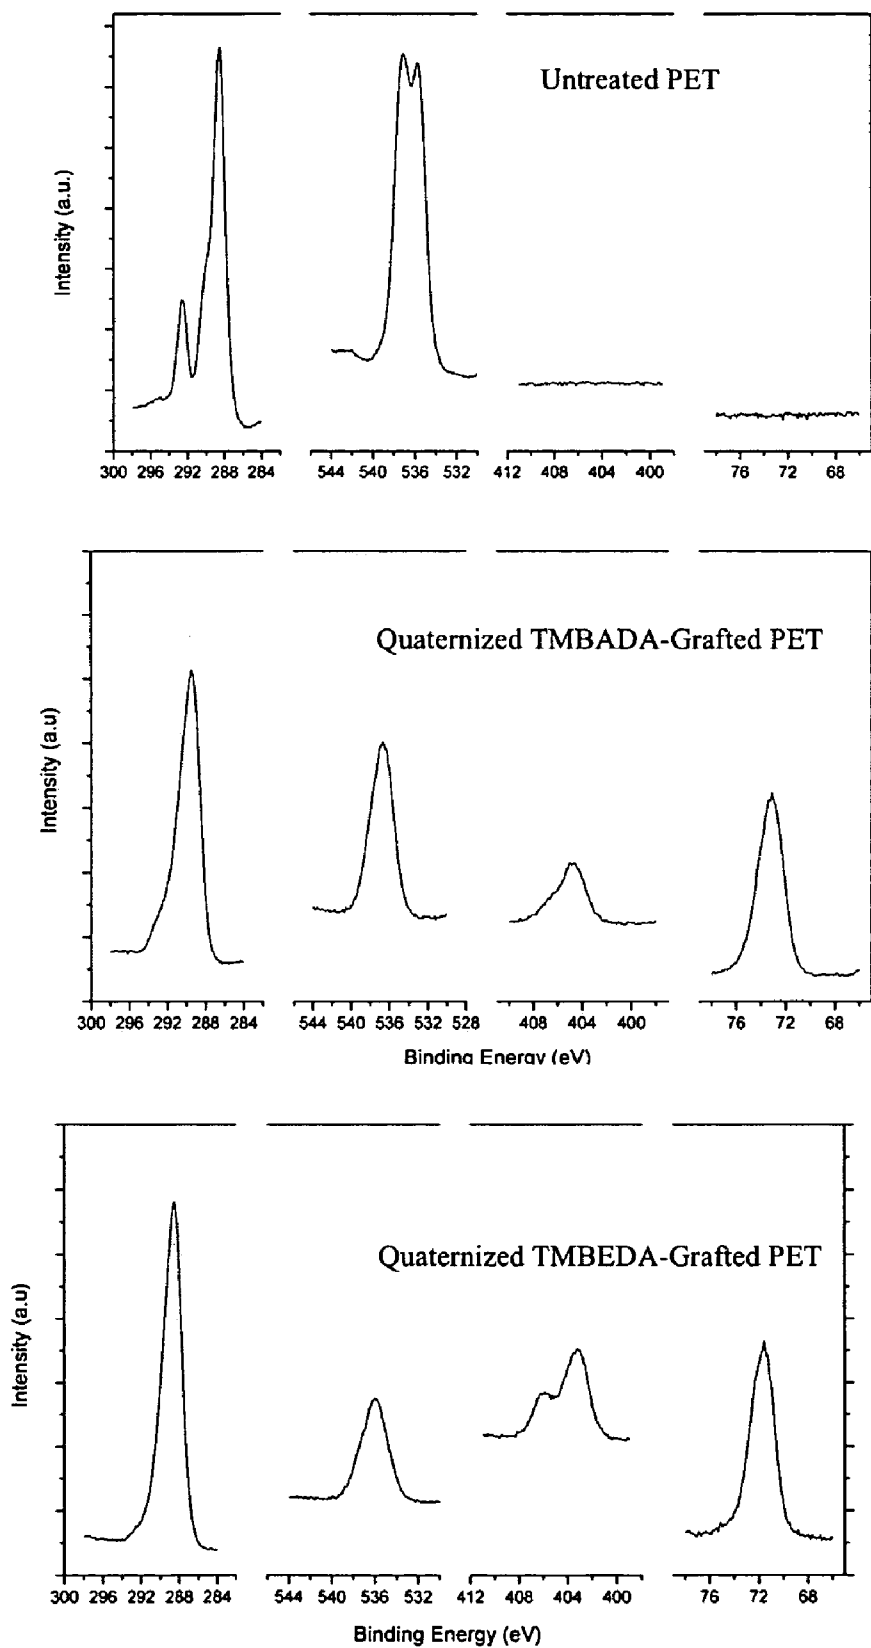 Untreated PET
Intensity (a.u.)
300 296 292 288 284 544 540 536 532 412 408 404 400 76 72 68
Quaternized TMBADA-Grafted PET
Intensity (a.u)
300 296 292 288 284 544 540 536 532 528 408 404 400 76 72 68
Binding Energy (eV)
Quaternized TMBEDA-Grafted PET
Intensity (a.u)
300 296 292 288 284 544 540 536 532 412 408 404 400 76 72 68
Binding Energy (eV)